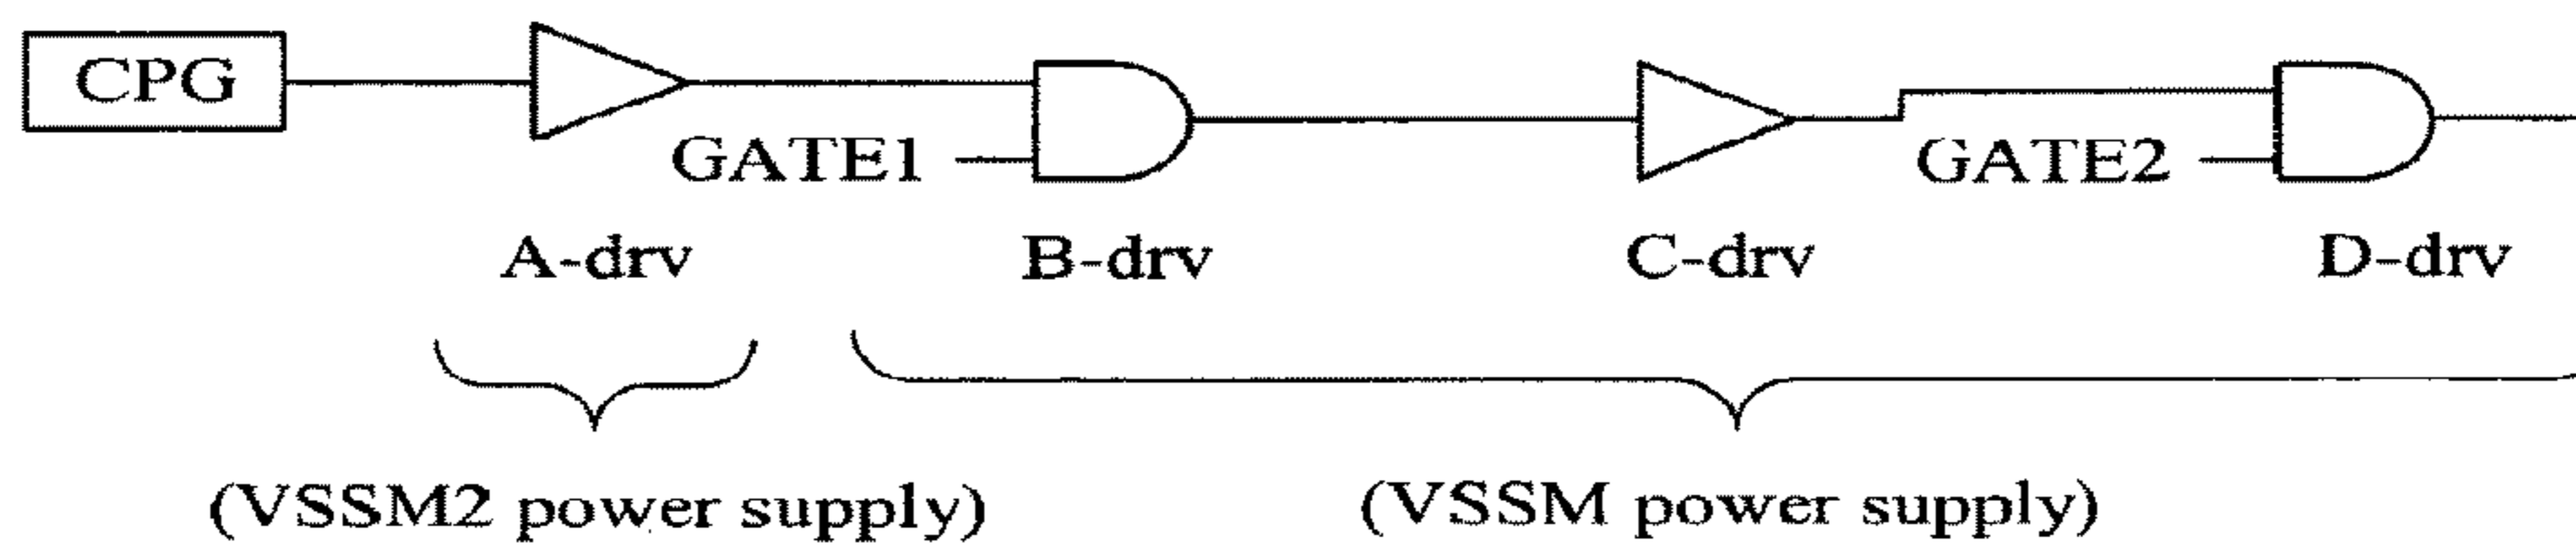 CPG
GATE1
GATE2
A-drv
B-drv
C-drv
D-drv
(VSSM2 power supply)
(VSSM power supply)